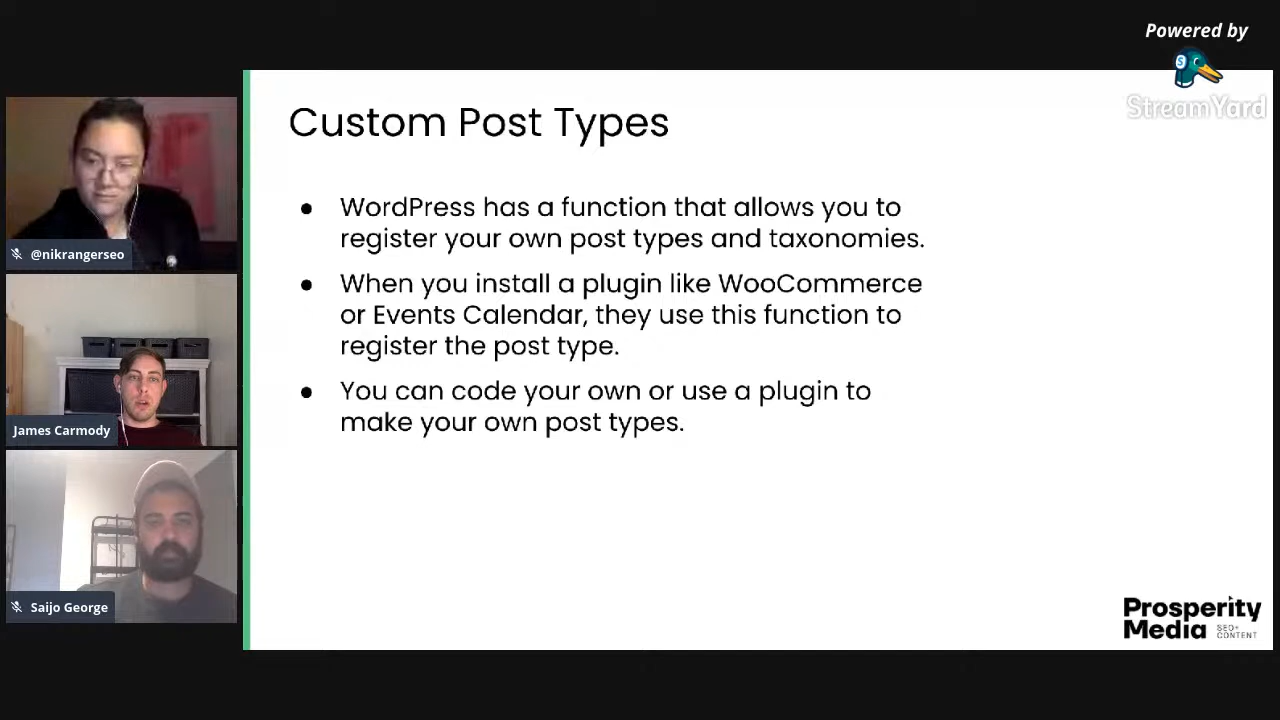 Powered by
StreamYard
Custom Post Types
● WordPress has a function that allows you to
register your own post types and taxonomies.
● When you install a plugin like WooCommerce
or Events Calendar, they use this function to
register the post type.
● You can code your own or use a plugin to
make your own post types.
@nikrangerseo
James Carmody
Saijo George
Prosperity
Media SEO+
CONTENT